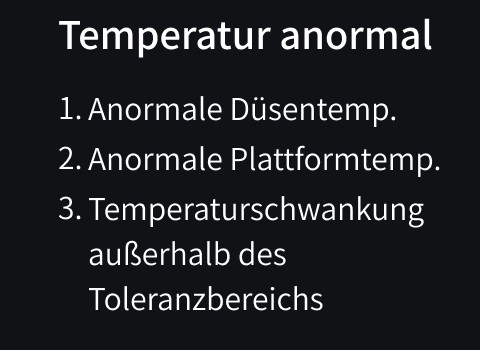 Temperatur anormal
1. Anormale Düsentemp.
2. Anormale Plattformtemp.
3. Temperaturschwankung
außerhalb des
Toleranzbereichs